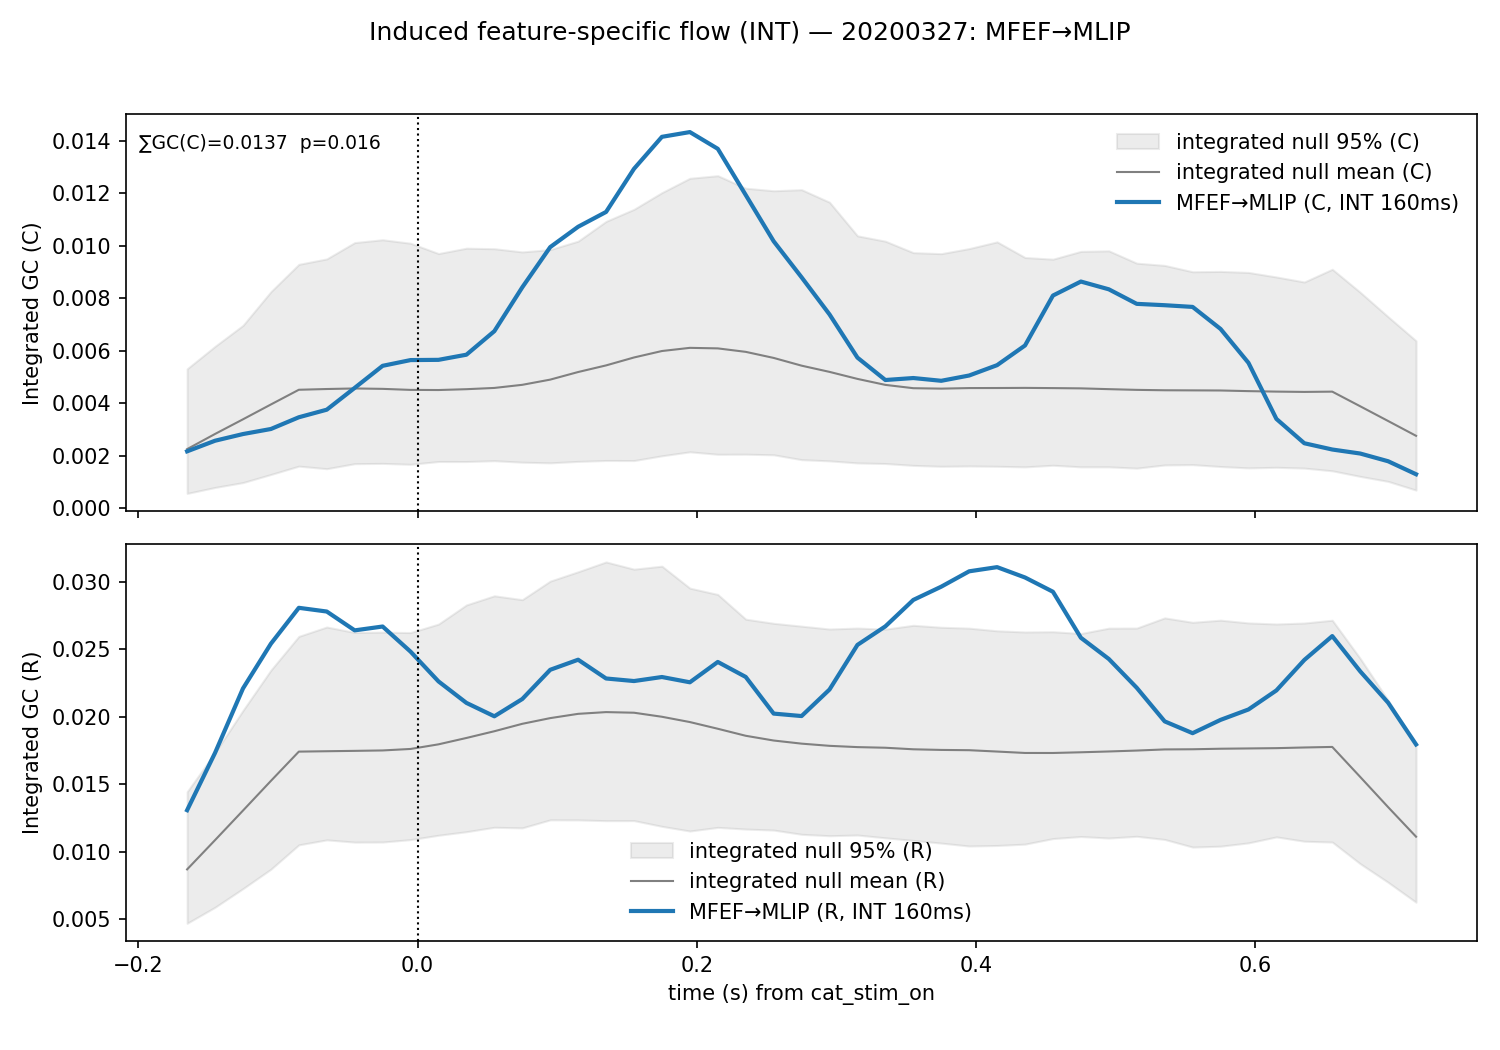 Induced feature-specific flow (INT) — 20200327: MFEF→MLIP
∑GC(C)=0.0137  p=0.016
integrated null 95% (C)
integrated null mean (C)
MFEF→MLIP (C, INT 160ms)
Integrated GC (C)
0.014
0.012
0.010
0.008
0.006
0.004
0.002
0.000
Integrated GC (R)
0.030
0.025
0.020
0.015
0.010
0.005
integrated null 95% (R)
integrated null mean (R)
MFEF→MLIP (R, INT 160ms)
−0.2 0.0 0.2 0.4 0.6
time (s) from cat_stim_on